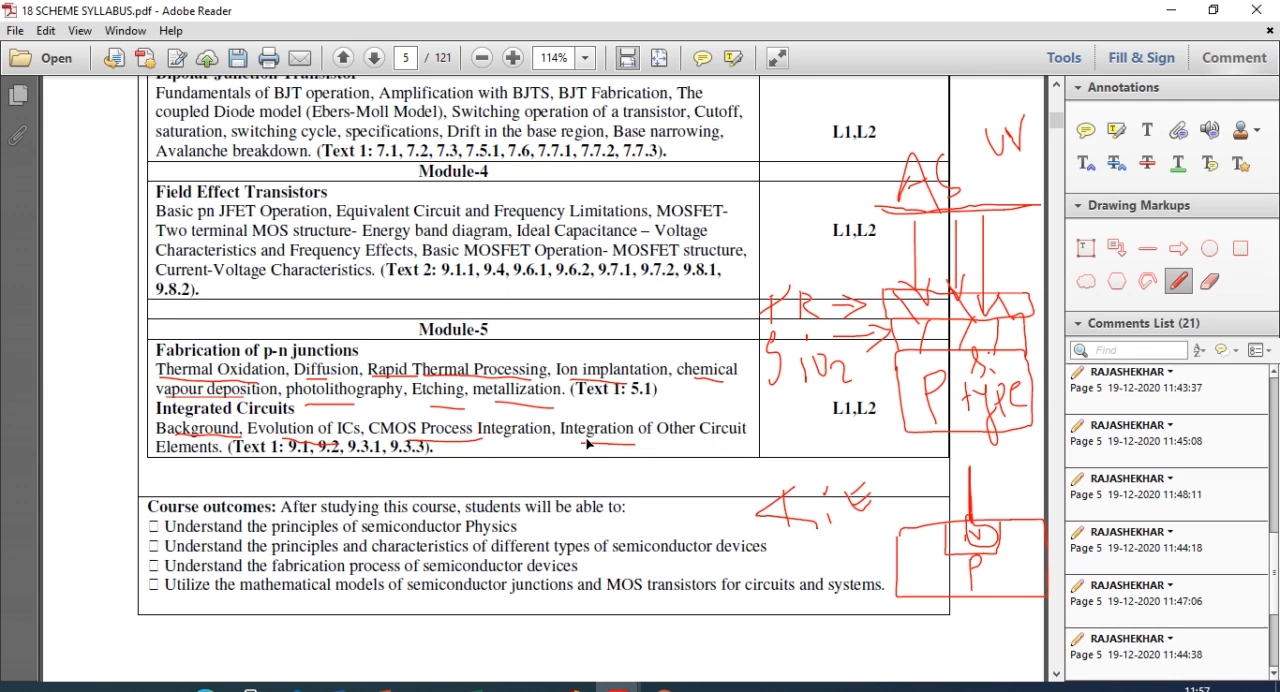 18 SCHEME SYLLABUS.pdf - Adobe Reader
File Edit View Window Help
Open 5 / 121 114% Tools Fill & Sign Comment
Bipolar Junction Transistor
Fundamentals of BJT operation, Amplification with BJTS, BJT Fabrication, The
coupled Diode model (Ebers-Moll Model), Switching operation of a transistor, Cutoff,
saturation, switching cycle, specifications, Drift in the base region, Base narrowing,
Avalanche breakdown. (Text 1: 7.1, 7.2, 7.3, 7.5.1, 7.6, 7.7.1, 7.7.2, 7.7.3).
L1,L2
Module-4
Field Effect Transistors
Basic pn JFET Operation, Equivalent Circuit and Frequency Limitations, MOSFET-
Two terminal MOS structure- Energy band diagram, Ideal Capacitance – Voltage
Characteristics and Frequency Effects, Basic MOSFET Operation- MOSFET structure,
Current-Voltage Characteristics. (Text 2: 9.1.1, 9.4, 9.6.1, 9.6.2, 9.7.1, 9.7.2, 9.8.1,
9.8.2).
L1,L2
Module-5
Fabrication of p-n junctions
Thermal Oxidation, Diffusion, Rapid Thermal Processing, Ion implantation, chemical
vapour deposition, photolithography, Etching, metallization. (Text 1: 5.1)
Integrated Circuits
Background, Evolution of ICs, CMOS Process Integration, Integration of Other Circuit
Elements. (Text 1: 9.1, 9.2, 9.3.1, 9.3.3).
L1,L2
Course outcomes: After studying this course, students will be able to:
Understand the principles of semiconductor Physics
Understand the principles and characteristics of different types of semiconductor devices
Understand the fabrication process of semiconductor devices
Utilize the mathematical models of semiconductor junctions and MOS transistors for circuits and systems.
PR
SiO2
Si
P type
P
Annotations
Drawing Markups
Comments List (21)
Find
RAJASHEKHAR
Page 5 19-12-2020 11:43:37
RAJASHEKHAR
Page 5 19-12-2020 11:45:08
RAJASHEKHAR
Page 5 19-12-2020 11:48:11
RAJASHEKHAR
Page 5 19-12-2020 11:44:18
RAJASHEKHAR
Page 5 19-12-2020 11:47:06
RAJASHEKHAR
Page 5 19-12-2020 11:44:38
11:57